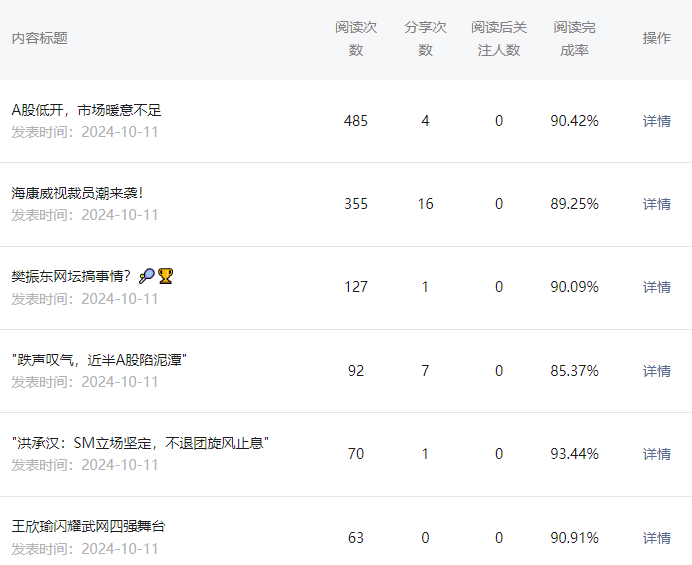 内容标题 阅读次数 分享次数 阅读后关注人数 阅读完成率 操作
A股低开，市场暖意不足
发表时间：2024-10-11
485 4 0 90.42% 详情
海康威视裁员潮来袭！
发表时间：2024-10-11
355 16 0 89.25% 详情
樊振东网坛搞事情？🎾🏆
发表时间：2024-10-11
127 1 0 90.09% 详情
"跌声叹气，近半A股陷泥潭"
发表时间：2024-10-11
92 7 0 85.37% 详情
"洪承汉：SM立场坚定，不退团旋风止息"
发表时间：2024-10-11
70 1 0 93.44% 详情
王欣瑜闪耀武网四强舞台
发表时间：2024-10-11
63 0 0 90.91% 详情